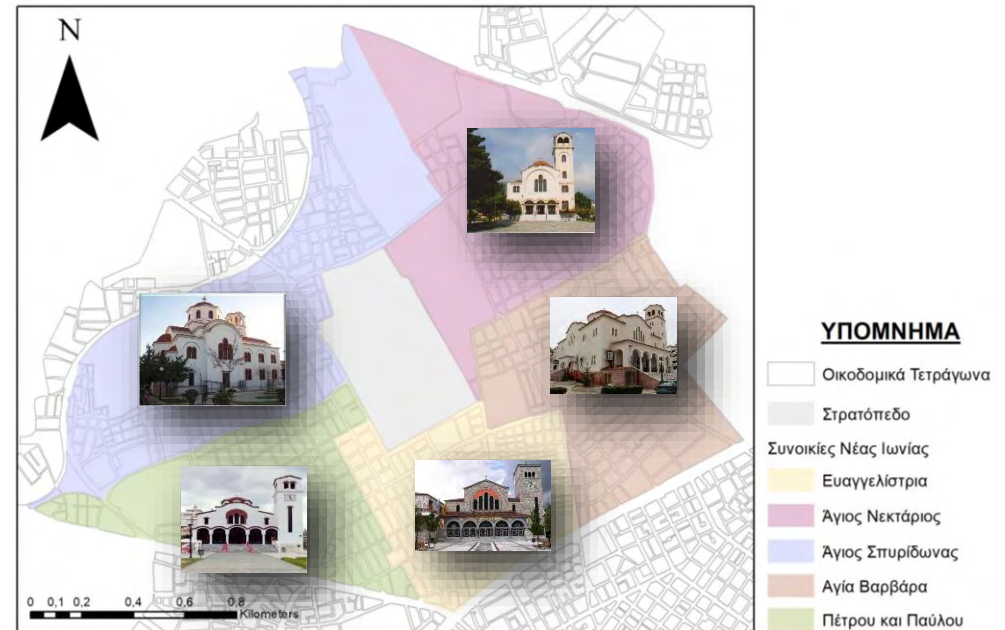 N
ΥΠΟΜΝΗΜΑ
Οικοδομικά Τετράγωνα
Στρατόπεδο
Συνοικίες Νέας Ιωνίας
Ευαγγελίστρια
Άγιος Νεκτάριος
Άγιος Σπυρίδωνας
Αγία Βαρβάρα
Πέτρου και Παύλου
0 0,1 0,2 0,4 0,6 0,8
Kilometers